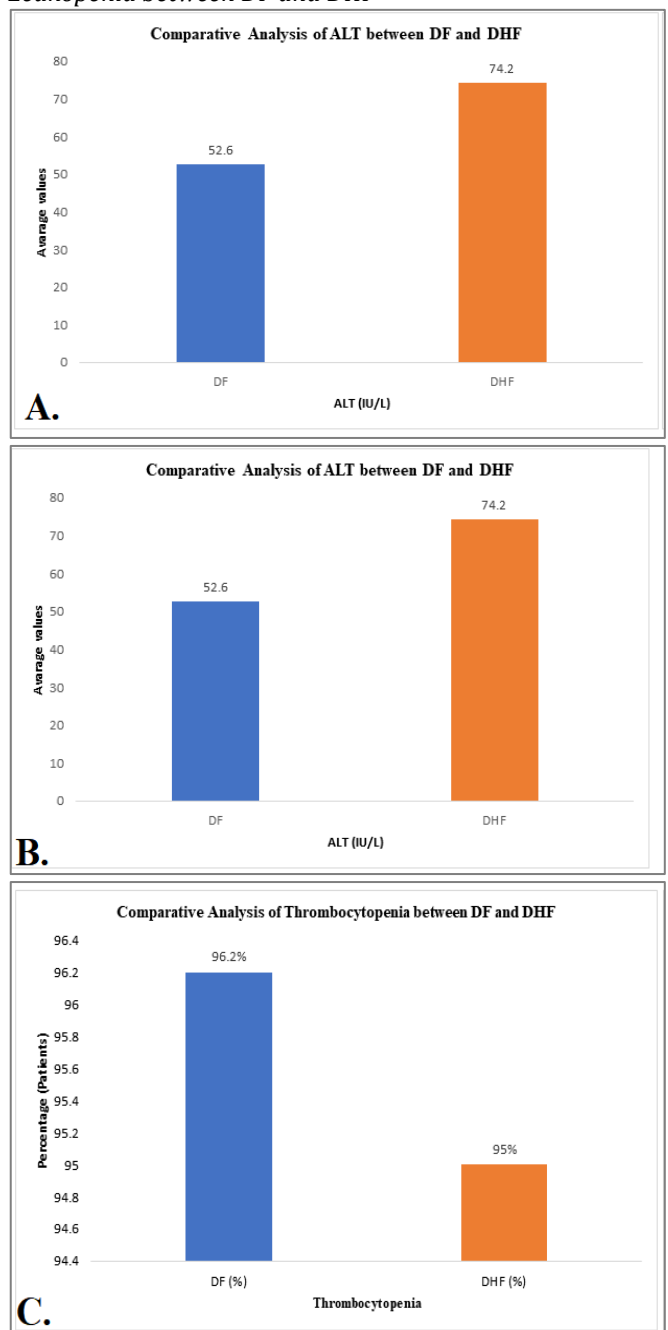 Leukopenia between DF and DHF
Comparative Analysis of ALT between DF and DHF
80
70
60
50
40
30
20
10
0
Avarage values
52.6
74.2
DF
DHF
ALT (IU/L)
A.
Comparative Analysis of ALT between DF and DHF
80
70
60
50
40
30
20
10
0
Avarage values
52.6
74.2
DF
DHF
ALT (IU/L)
B.
Comparative Analysis of Thrombocytopenia between DF and DHF
96.4
96.2
96
95.8
95.6
95.4
95.2
95
94.8
94.6
94.4
Percentage (Patients)
96.2%
95%
DF (%)
DHF (%)
Thrombocytopenia
C.